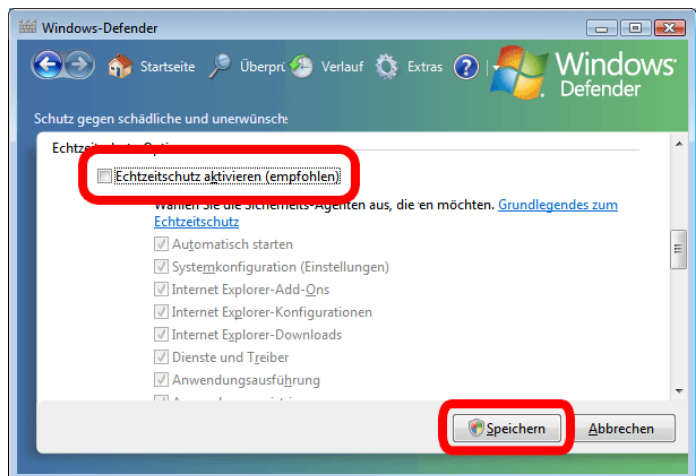 Windows-Defender
Startseite Überpri Verlauf Extras ?
Windows
Defender
Schutz gegen schädliche und unerwünsch
Echtzeitschutz aktivieren (empfohlen)
Wählen Sie die Sicherheits-Agenten aus, die en möchten. Grundlegendes zum
Echtzeitschutz
Automatisch starten
Systemkonfiguration (Einstellungen)
Internet Explorer-Add-Ons
Internet Explorer-Konfigurationen
Internet Explorer-Downloads
Dienste und Treiber
Anwendungsausführung
Speichern Abbrechen